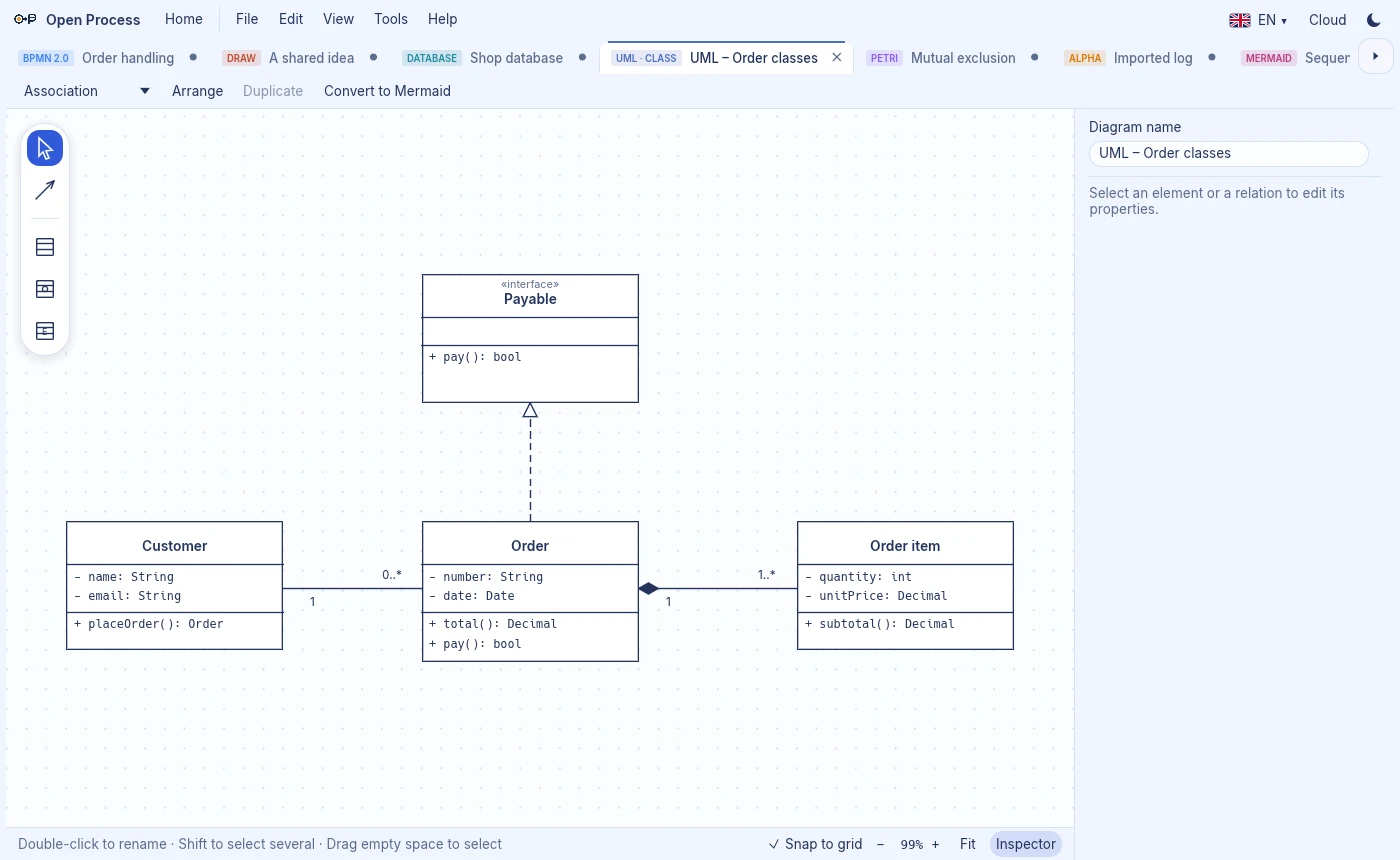 Open Process Home File Edit View Tools Help EN ▾ Cloud
BPMN 2.0 Order handling DRAW A shared idea DATABASE Shop database UML · CLASS UML – Order classes PETRI Mutual exclusion ALPHA Imported log MERMAID Sequer
Association Arrange Duplicate Convert to Mermaid
Diagram name
UML – Order classes
Select an element or a relation to edit its
properties.
E
«interface»
Payable
+ pay(): bool
Customer
- name: String
- email: String
+ placeOrder(): Order
0..*
1
Order
- number: String
- date: Date
+ total(): Decimal
+ pay(): bool
1..*
1
Order item
- quantity: int
- unitPrice: Decimal
+ subtotal(): Decimal
Double-click to rename · Shift to select several · Drag empty space to select ✓ Snap to grid − 99% + Fit Inspector